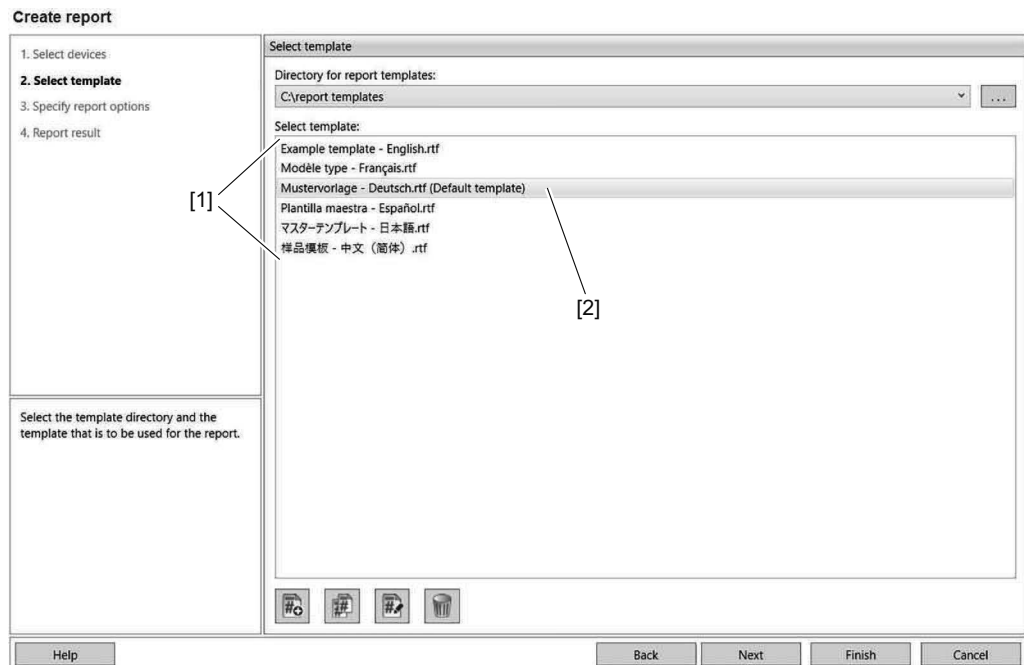 Create report
1. Select devices
2. Select template
3. Specify report options
4. Report result
Select the template directory and the
template that is to be used for the report.
Select template
Directory for report templates:
C:\report templates
...
Select template:
Example template - English.rtf
Modèle type - Français.rtf
Mustervorlage - Deutsch.rtf (Default template)
Plantilla maestra - Español.rtf
マスターテンプレート - 日本語.rtf
样品模板 - 中文（简体）.rtf
[1]
[2]
Help
Back
Next
Finish
Cancel